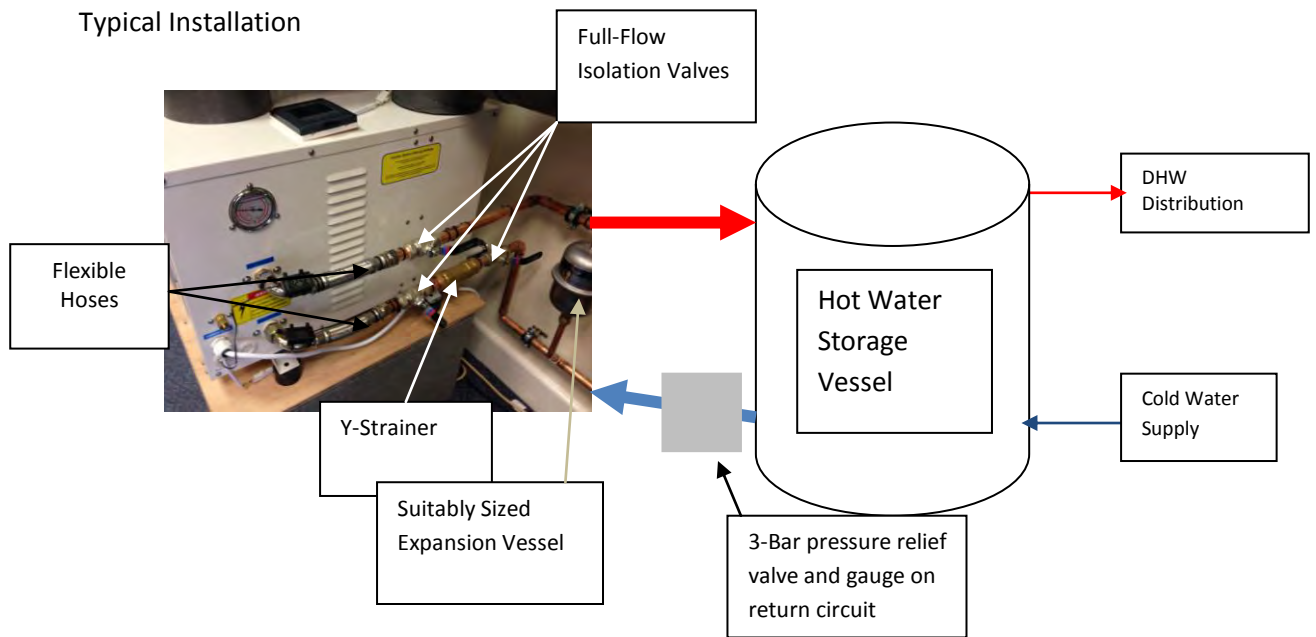 Typical Installation
Full-Flow
Isolation Valves
DHW
Distribution
Flexible
Hoses
Hot Water
Storage
Vessel
Cold Water
Supply
Y-Strainer
Suitably Sized
Expansion Vessel
3-Bar pressure relief
valve and gauge on
return circuit